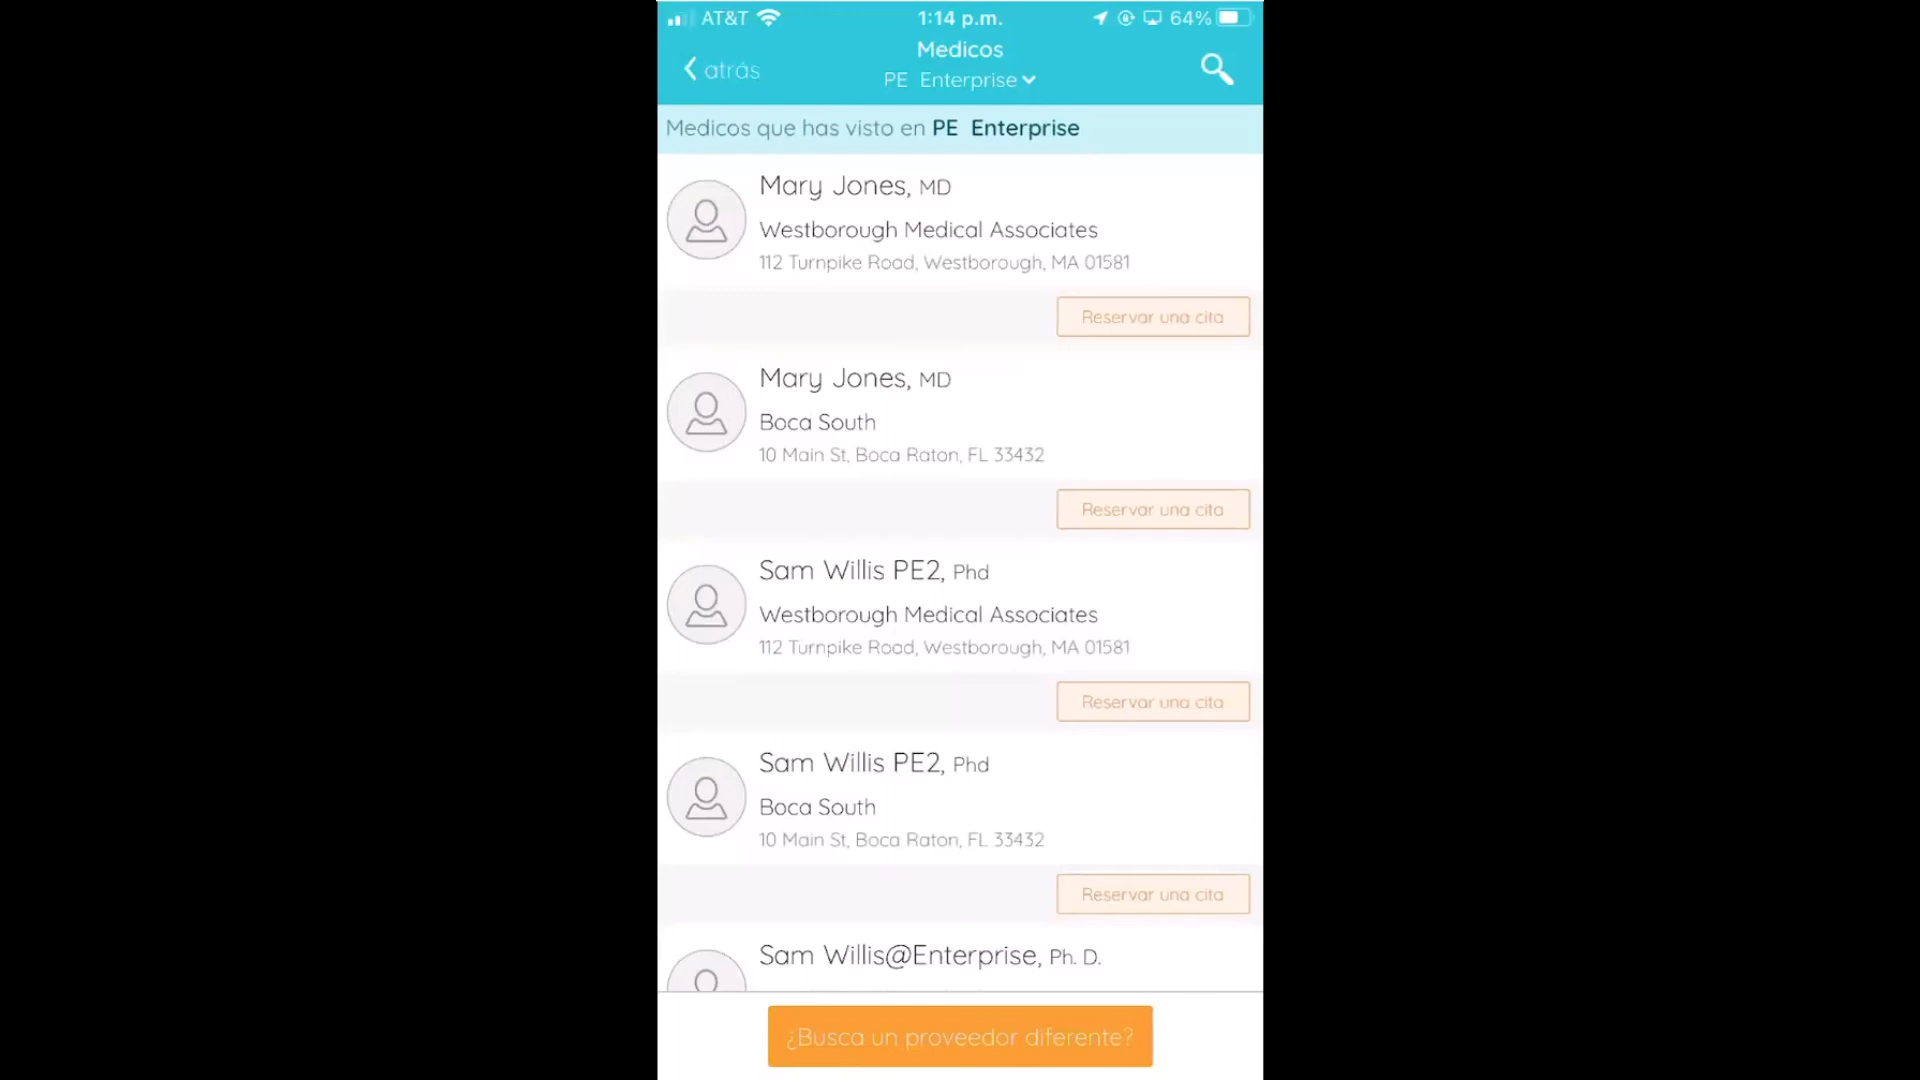 AT&T 1:14 p.m. 64%
Medicos
atrás
PE Enterprise
Medicos que has visto en PE Enterprise
Mary Jones, MD
Westborough Medical Associates
112 Turnpike Road, Westborough, MA 01581
Reservar una cita
Mary Jones, MD
Boca South
10 Main St, Boca Raton, FL 33432
Reservar una cita
Sam Willis PE2, Phd
Westborough Medical Associates
112 Turnpike Road, Westborough, MA 01581
Reservar una cita
Sam Willis PE2, Phd
Boca South
10 Main St, Boca Raton, FL 33432
Reservar una cita
Sam Willis@Enterprise, Ph. D.
¿Busca un proveedor diferente?